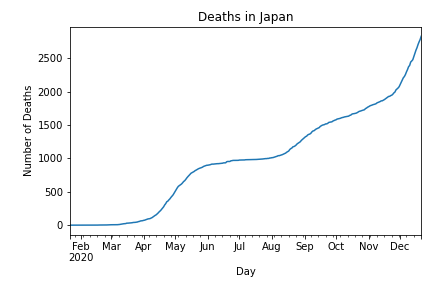 Deaths in Japan
Number of Deaths
2500
2000
1500
1000
500
0
Feb Mar Apr May Jun Jul Aug Sep Oct Nov Dec
2020
Day